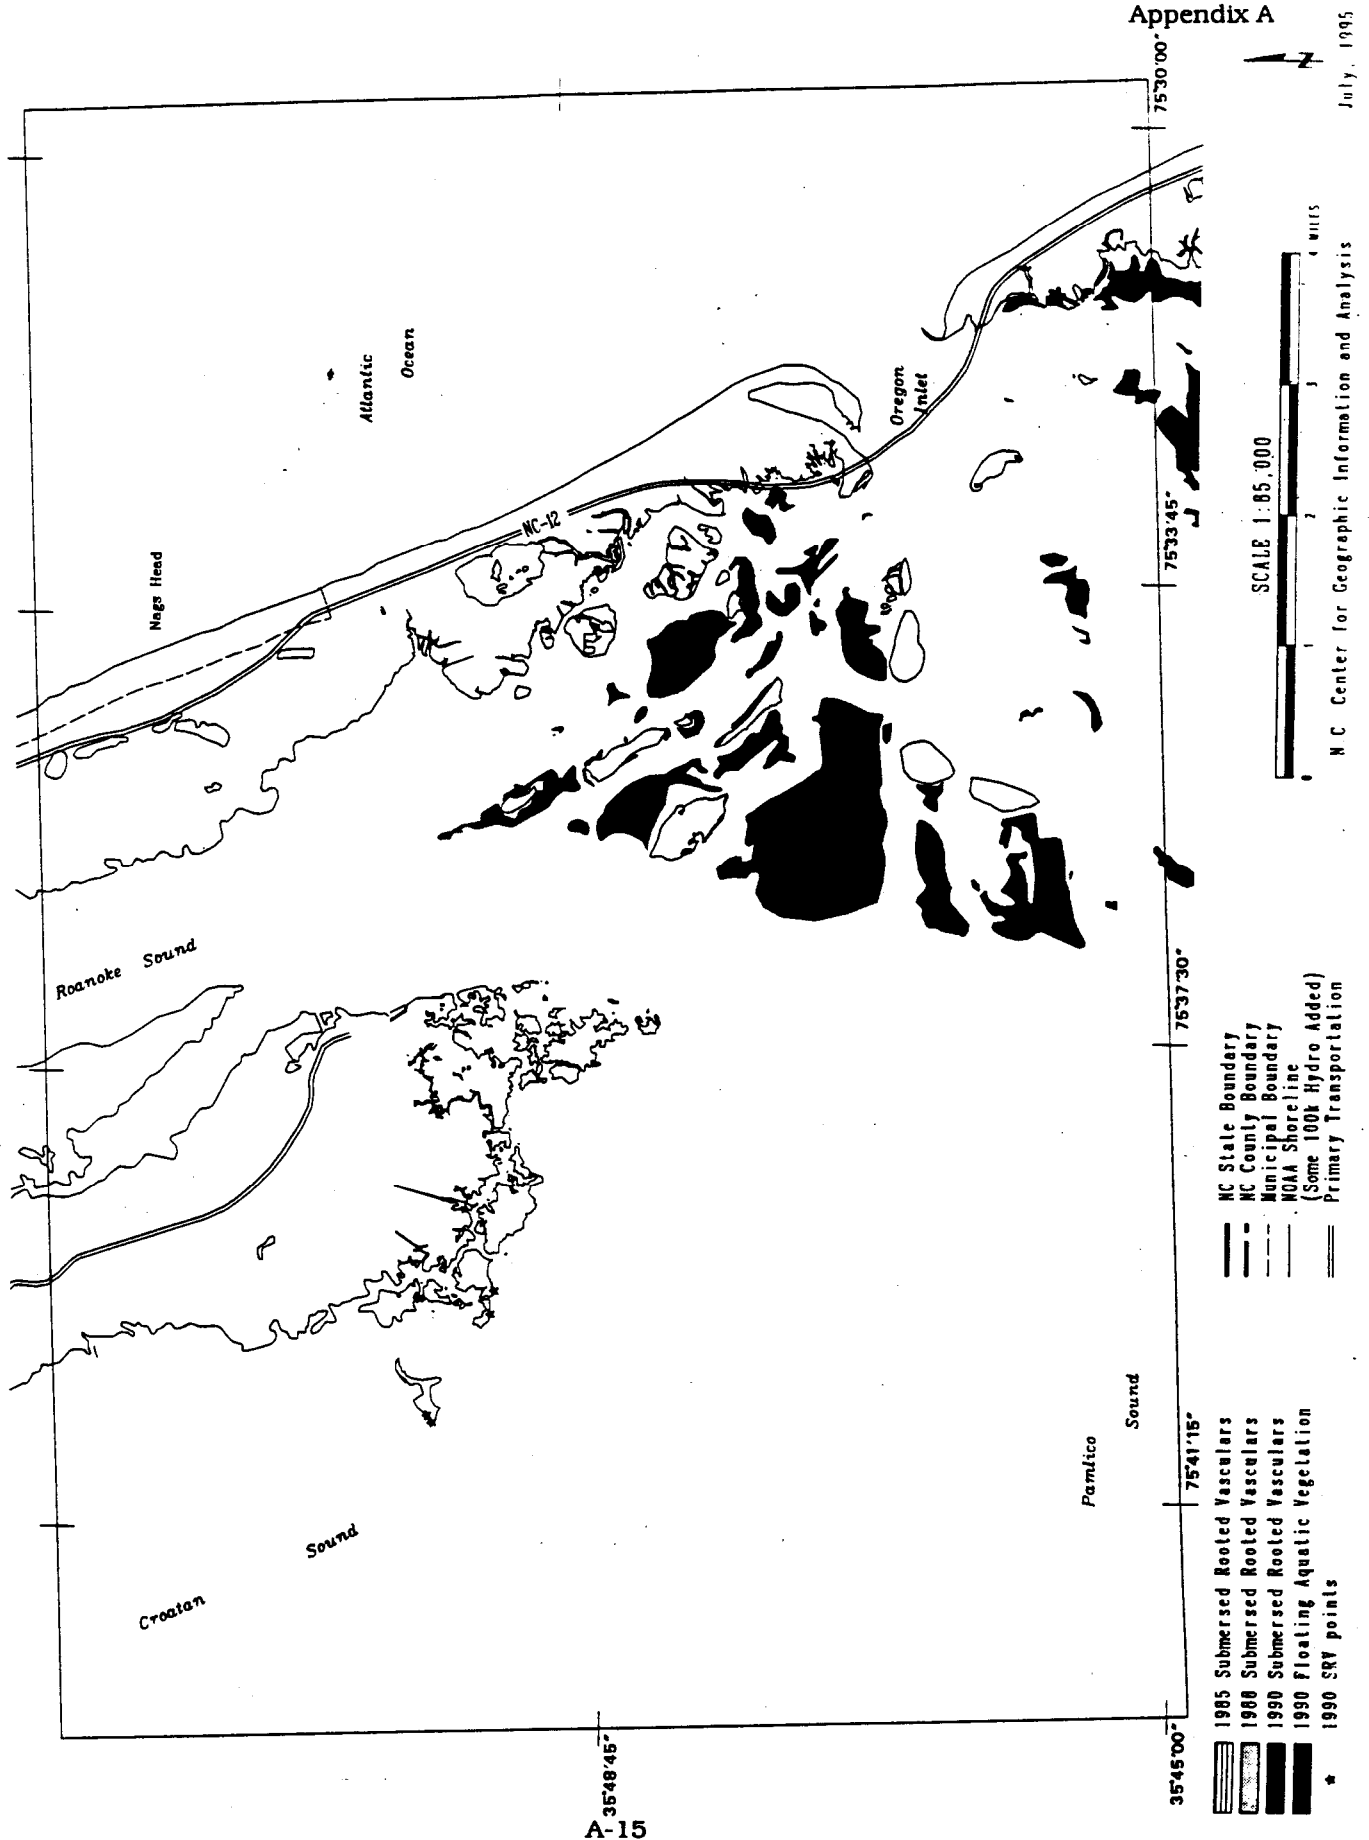 Appendix A
July, 1995
N
75°30'00"
Atlantic
Ocean
Oregon
Inlet
Nags Head
NC-12
75°33'45"
SCALE 1:85,000
0 1 2 3 4 MILES
N C Center for Geographic Information and Analysis
Roanoke Sound
75°37'30"
Croatan
Sound
Pamlico
Sound
75°41'15"
35°48'45"
35°45'00"
NC State Boundary
NC County Boundary
Municipal Boundary
NOAA Shoreline
(Some 100k Hydro Added)
Primary Transportation
1985 Submersed Rooted Vasculars
1988 Submersed Rooted Vasculars
1990 Submersed Rooted Vasculars
1990 Floating Aquatic Vegetation
1990 SRV points
A-15